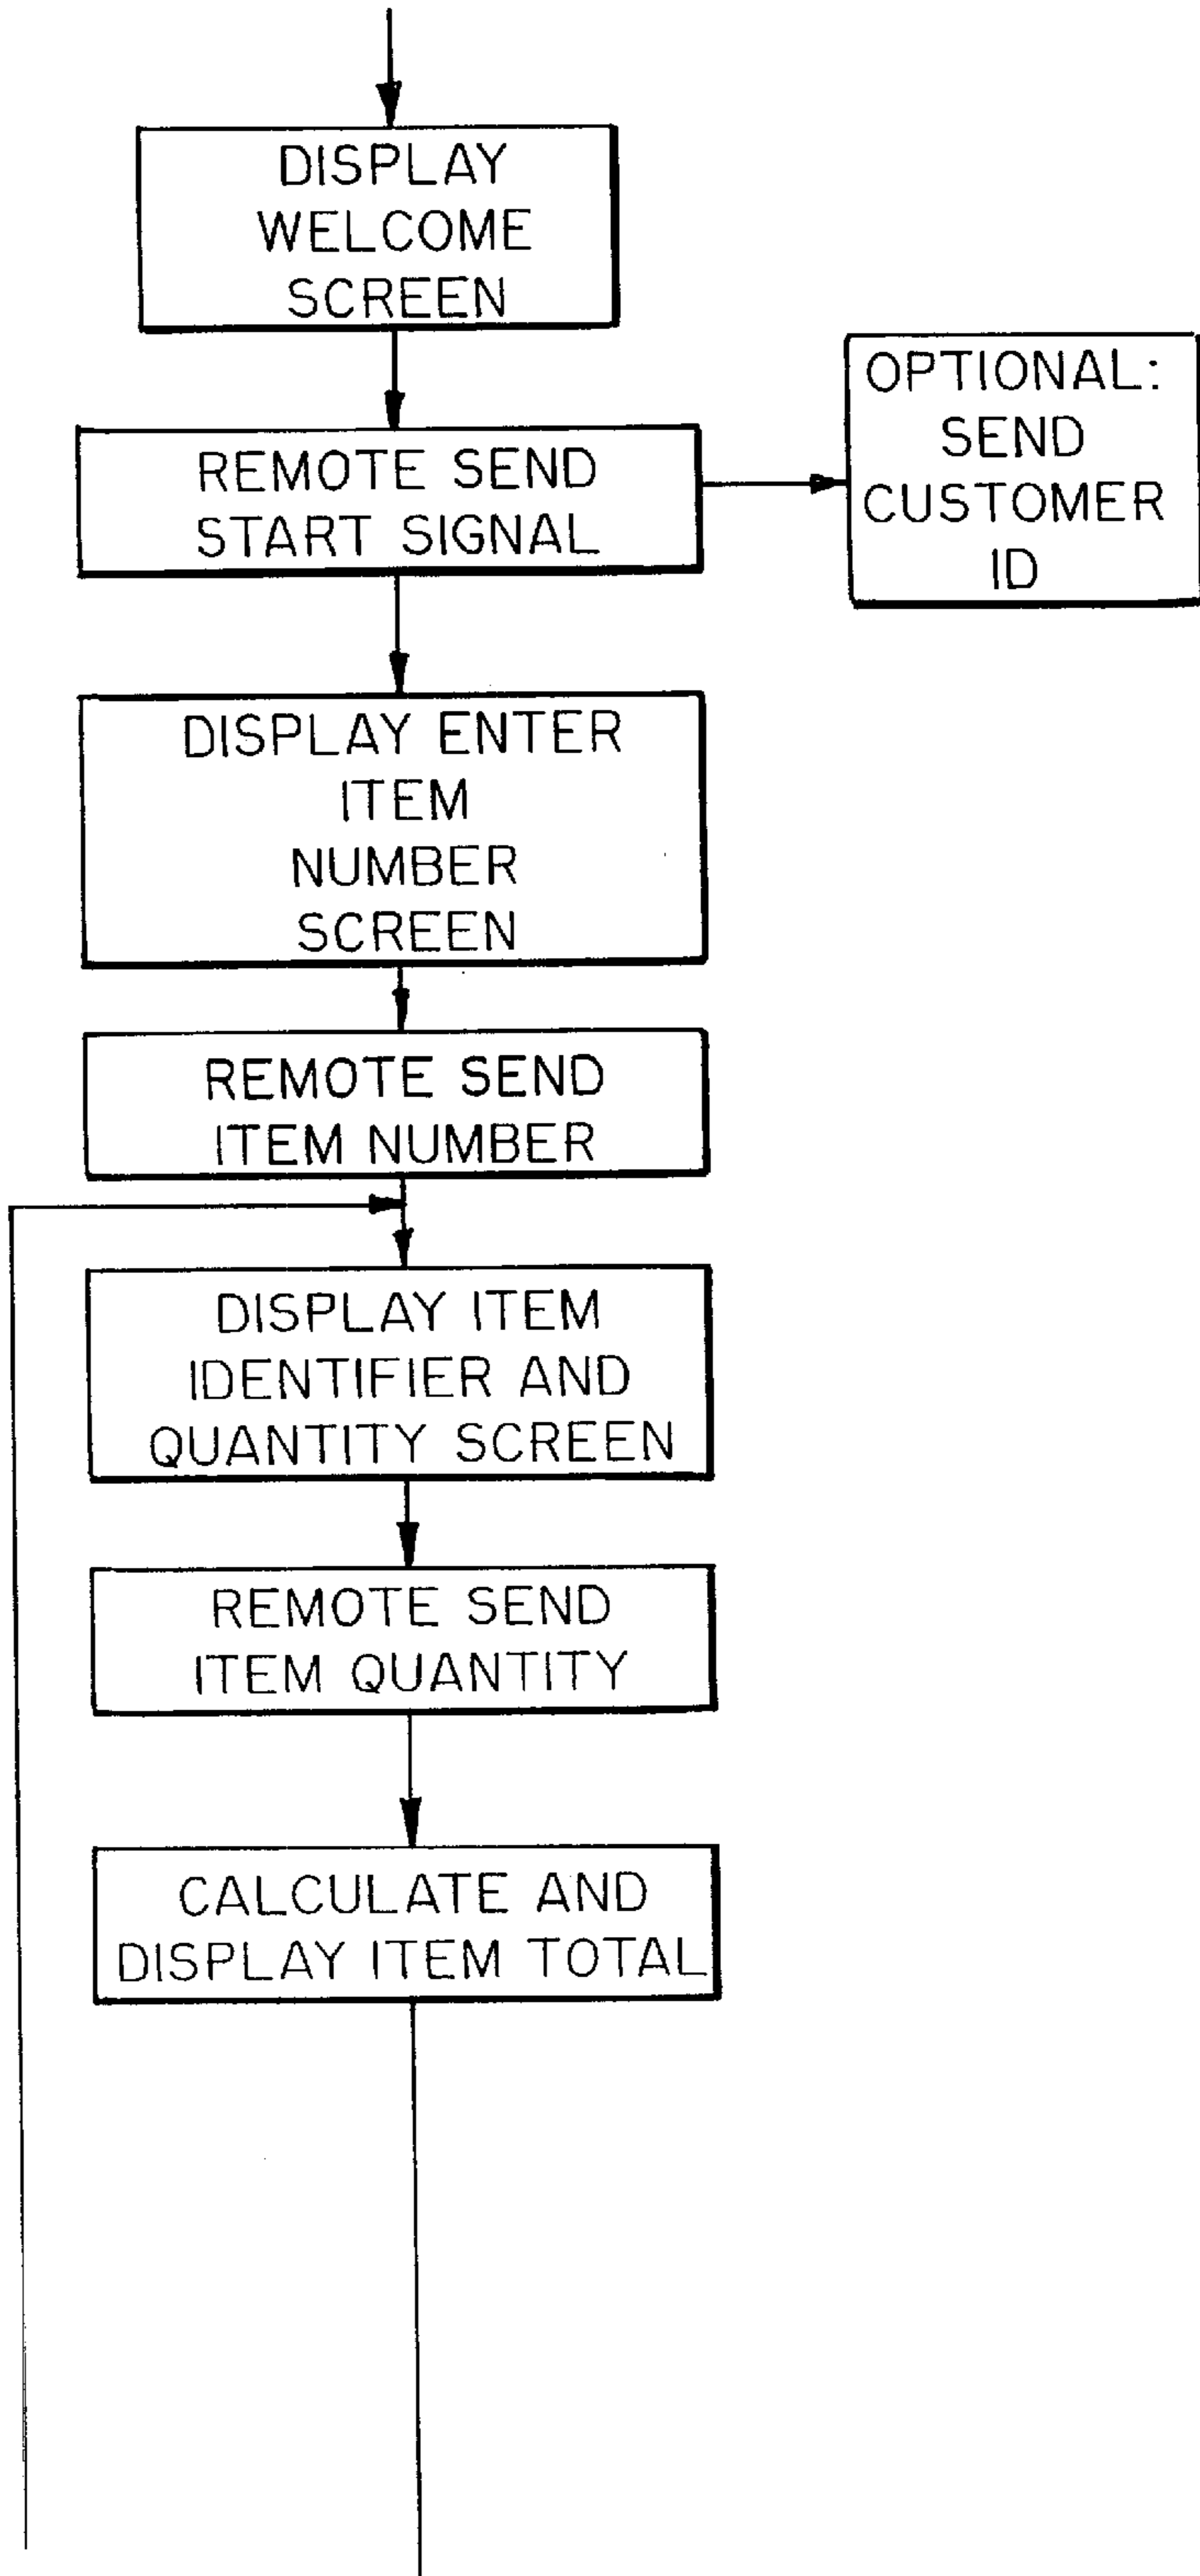 DISPLAY
WELCOME
SCREEN
REMOTE SEND
START SIGNAL
OPTIONAL:
SEND
CUSTOMER
ID
DISPLAY ENTER
ITEM
NUMBER
SCREEN
REMOTE SEND
ITEM NUMBER
DISPLAY ITEM
IDENTIFIER AND
QUANTITY SCREEN
REMOTE SEND
ITEM QUANTITY
CALCULATE AND
DISPLAY ITEM TOTAL